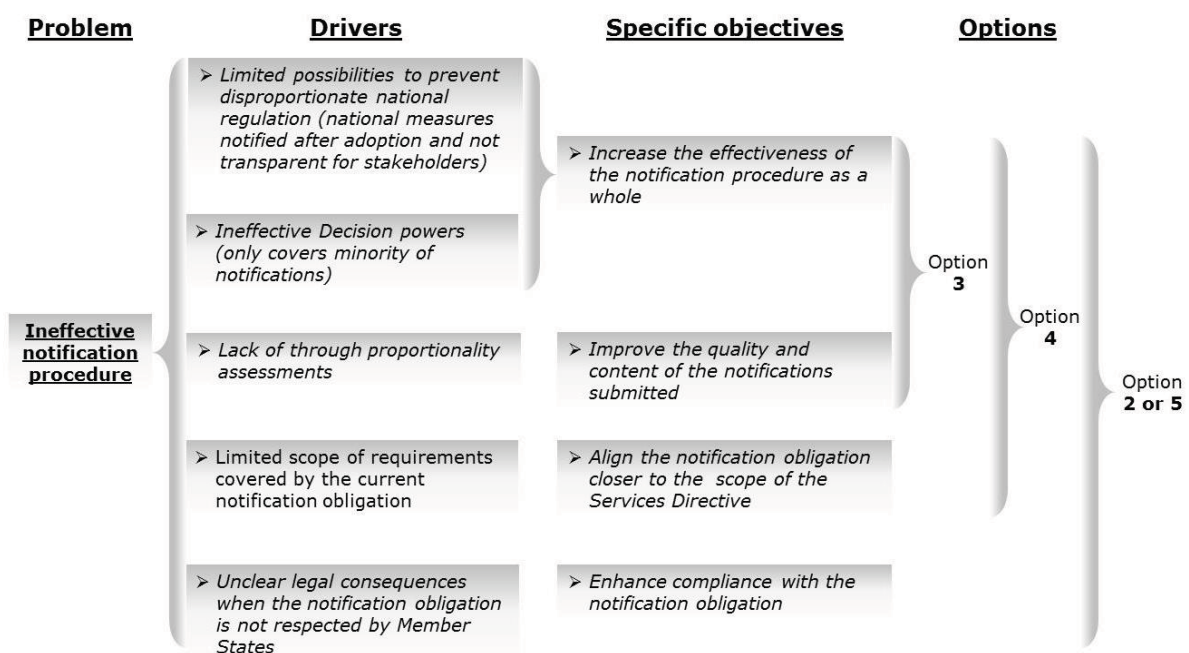 Problem
Drivers
Specific objectives
Options
Ineffective
notification
procedure
➢ Limited possibilities to prevent
disproportionate national
regulation (national measures
notified after adoption and not
transparent for stakeholders)
➢ Ineffective Decision powers
(only covers minority of
notifications)
➢ Lack of through proportionality
assessments
➢ Limited scope of requirements
covered by the current
notification obligation
➢ Unclear legal consequences
when the notification obligation
is not respected by Member
States
➢ Increase the effectiveness of
the notification procedure as a
whole
➢ Improve the quality and
content of the notifications
submitted
➢ Align the notification obligation
closer to the scope of the
Services Directive
➢ Enhance compliance with the
notification obligation
Option
3
Option
4
Option
2 or 5